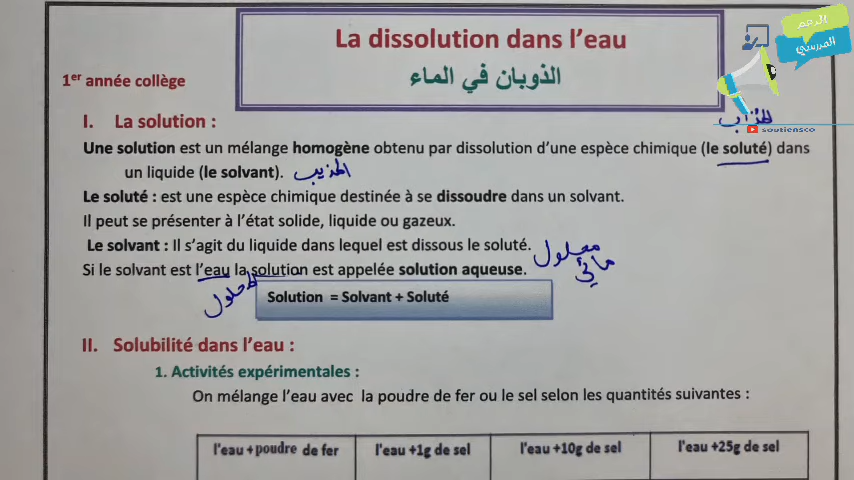 الدعم
المدرسي
soutiensco
La dissolution dans l'eau
الذوبان في الماء
1er année collège
I. La solution :
المذاب
Une solution est un mélange homogène obtenu par dissolution d'une espèce chimique (le soluté) dans
un liquide (le solvant). المذيب
Le soluté : est une espèce chimique destinée à se dissoudre dans un solvant.
Il peut se présenter à l'état solide, liquide ou gazeux.
Le solvant : Il s'agit du liquide dans lequel est dissous le soluté. محلول
Si le solvant est l'eau la solution est appelée solution aqueuse. مائي
المحلول
Solution = Solvant + Soluté
II. Solubilité dans l'eau :
1. Activités expérimentales :
On mélange l'eau avec la poudre de fer ou le sel selon les quantités suivantes :
l'eau +poudre de fer l'eau +1g de sel l'eau +10g de sel l'eau +25g de sel